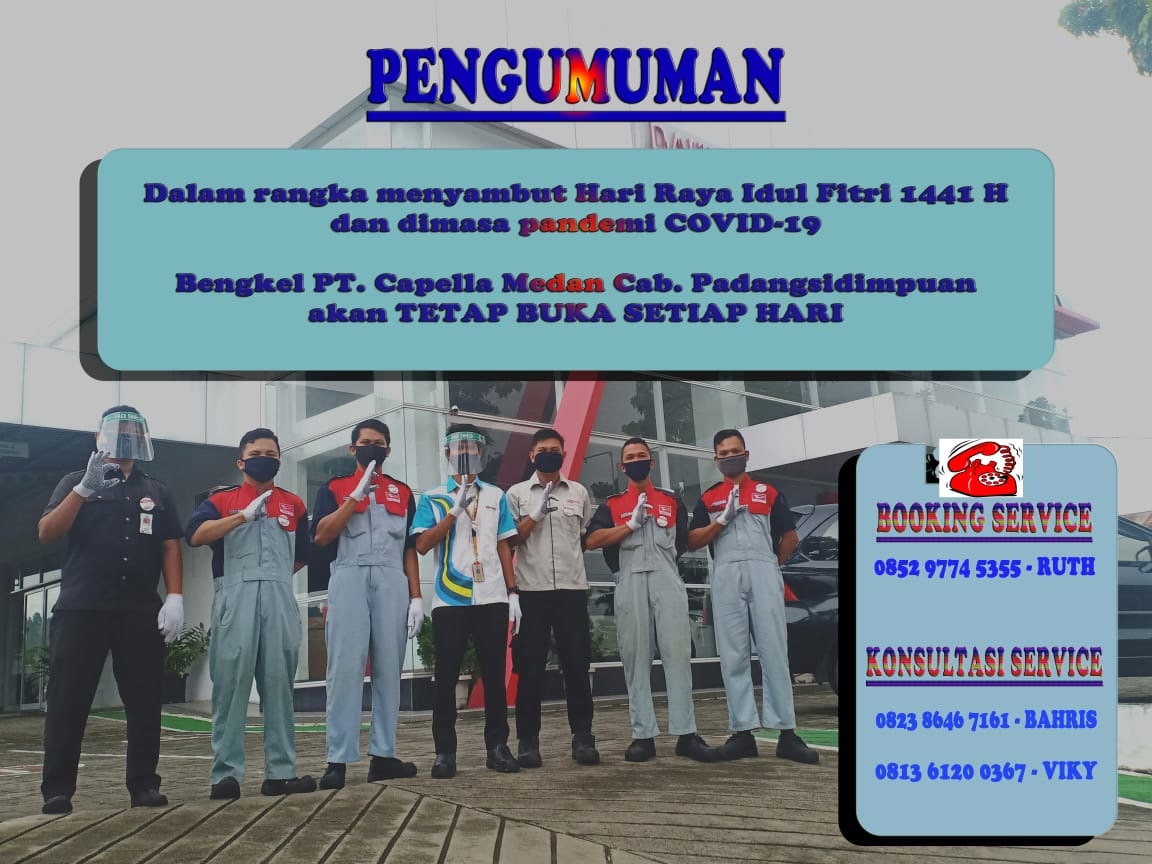 PENGUMUMAN
Dalam rangka menyambut Hari Raya Idul Fitri 1441 H
dan dimasa pandemi COVID-19
Bengkel PT. Capella Medan Cab. Padangsidimpuan
akan TETAP BUKA SETIAP HARI
FACE SHIELD
BOOKING SERVICE
0852 9774 5355 - RUTH
KONSULTASI SERVICE
0823 8646 7161 - BAHRIS
0813 6120 0367 - VIKY